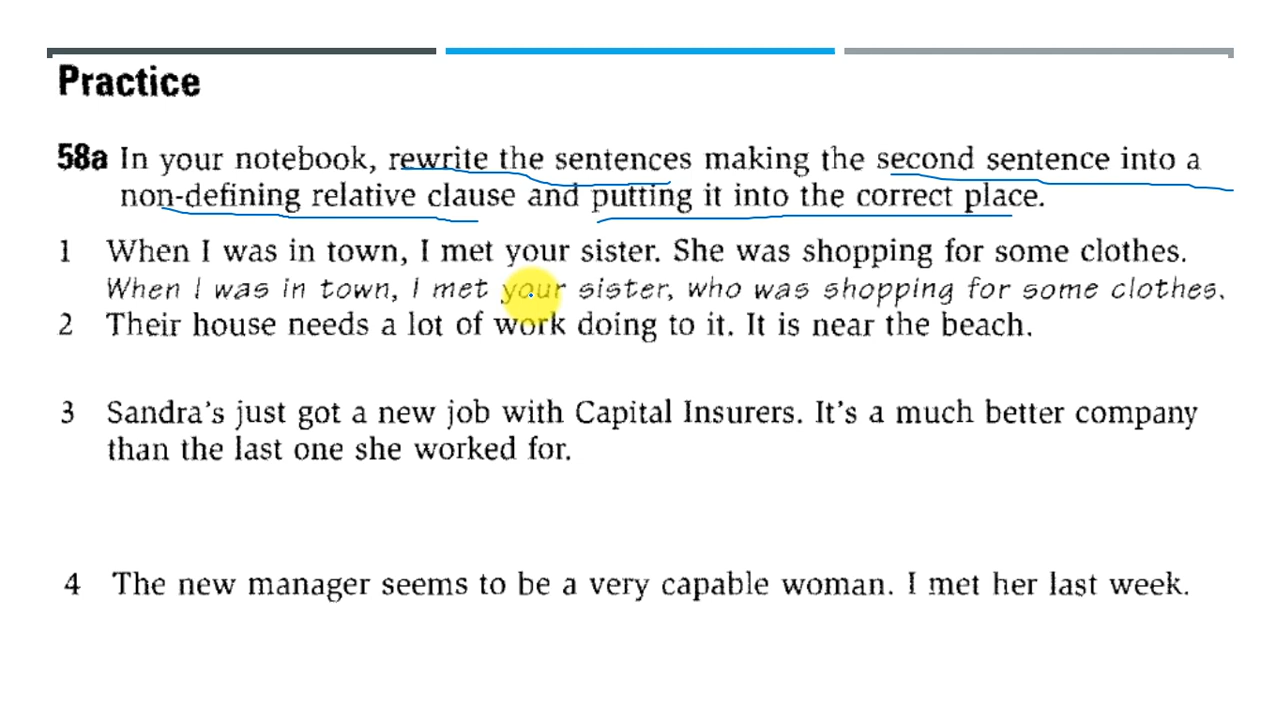 Practice
58a In your notebook, rewrite the sentences making the second sentence into a
non-defining relative clause and putting it into the correct place.
1 When I was in town, I met your sister. She was shopping for some clothes.
When I was in town, I met your sister, who was shopping for some clothes.
2 Their house needs a lot of work doing to it. It is near the beach.
3 Sandra's just got a new job with Capital Insurers. It's a much better company
than the last one she worked for.
4 The new manager seems to be a very capable woman. I met her last week.